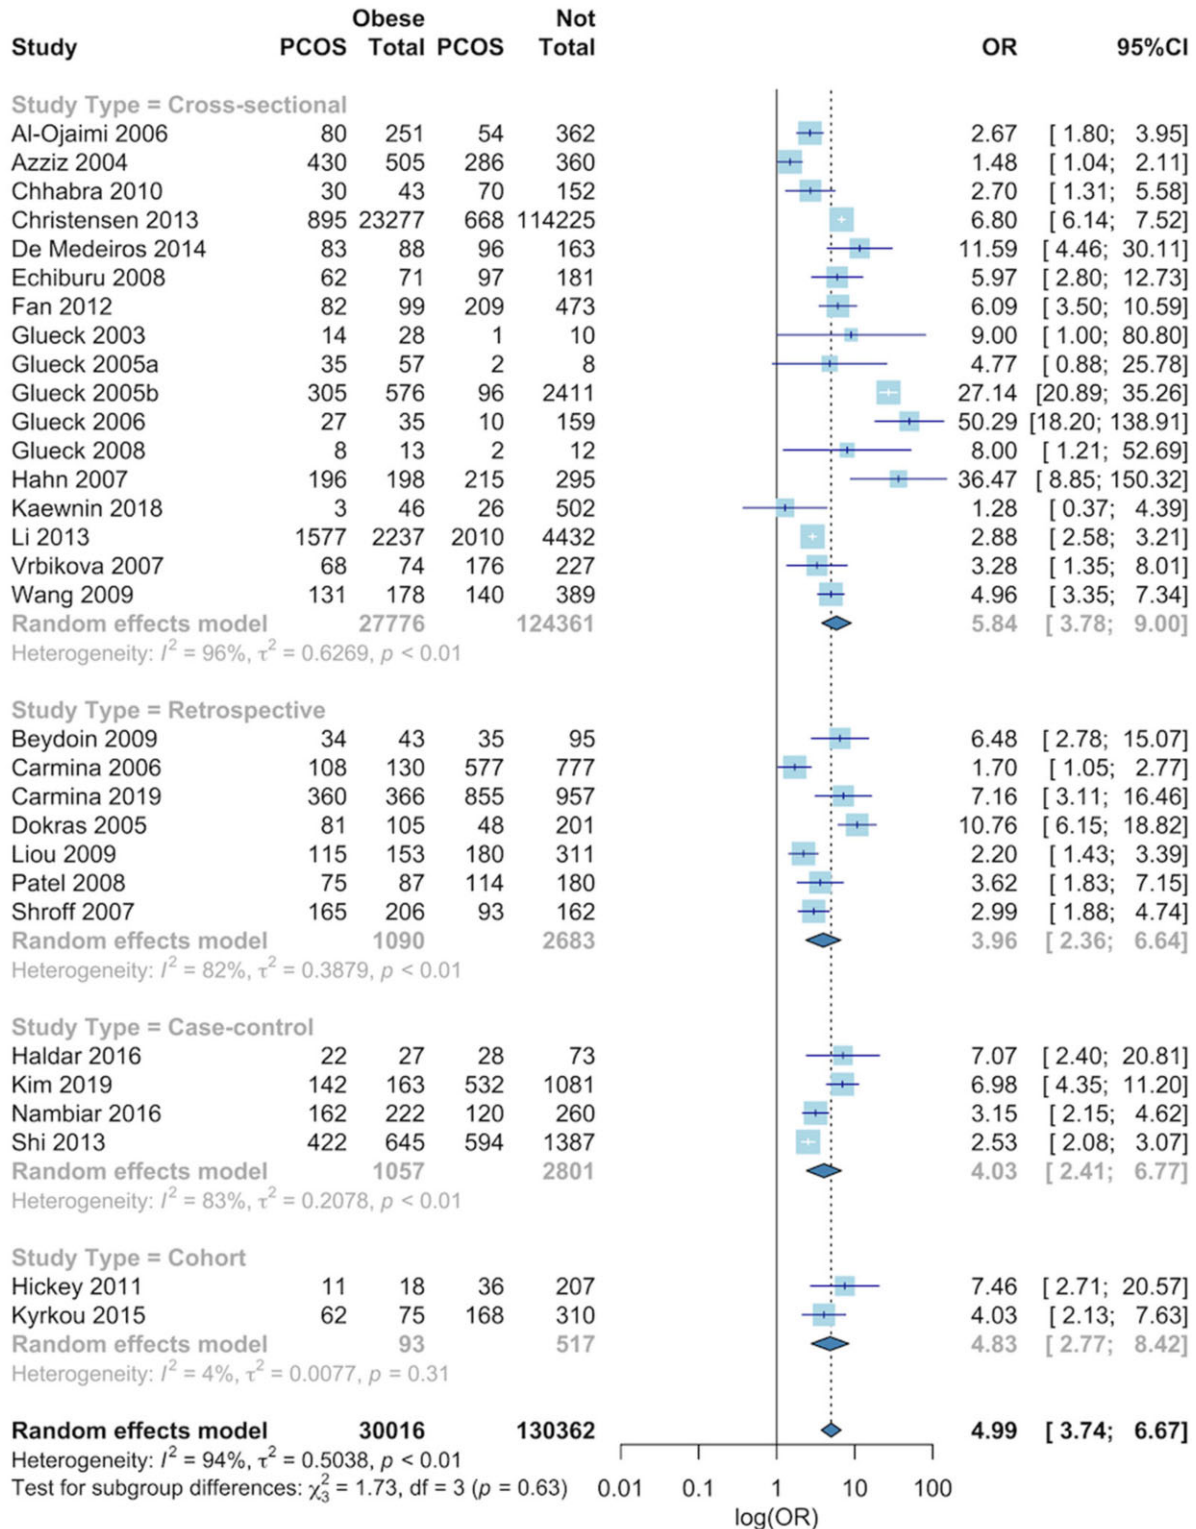 Obese Not
Study PCOS Total PCOS Total OR 95%CI
Study Type = Cross-sectional
Al-Ojaimi 2006 80 251 54 362 2.67 [ 1.80; 3.95]
Azziz 2004 430 505 286 360 1.48 [ 1.04; 2.11]
Chhabra 2010 30 43 70 152 2.70 [ 1.31; 5.58]
Christensen 2013 895 23277 668 114225 6.80 [ 6.14; 7.52]
De Medeiros 2014 83 88 96 163 11.59 [ 4.46; 30.11]
Echiburu 2008 62 71 97 181 5.97 [ 2.80; 12.73]
Fan 2012 82 99 209 473 6.09 [ 3.50; 10.59]
Glueck 2003 14 28 1 10 9.00 [ 1.00; 80.80]
Glueck 2005a 35 57 2 8 4.77 [ 0.88; 25.78]
Glueck 2005b 305 576 96 2411 27.14 [20.89; 35.26]
Glueck 2006 27 35 10 159 50.29 [18.20; 138.91]
Glueck 2008 8 13 2 12 8.00 [ 1.21; 52.69]
Hahn 2007 196 198 215 295 36.47 [ 8.85; 150.32]
Kaewnin 2018 3 46 26 502 1.28 [ 0.37; 4.39]
Li 2013 1577 2237 2010 4432 2.88 [ 2.58; 3.21]
Vrbikova 2007 68 74 176 227 3.28 [ 1.35; 8.01]
Wang 2009 131 178 140 389 4.96 [ 3.35; 7.34]
Random effects model 27776 124361 5.84 [ 3.78; 9.00]
Heterogeneity: I² = 96%, τ² = 0.6269, p < 0.01
Study Type = Retrospective
Beydoin 2009 34 43 35 95 6.48 [ 2.78; 15.07]
Carmina 2006 108 130 577 777 1.70 [ 1.05; 2.77]
Carmina 2019 360 366 855 957 7.16 [ 3.11; 16.46]
Dokras 2005 81 105 48 201 10.76 [ 6.15; 18.82]
Liou 2009 115 153 180 311 2.20 [ 1.43; 3.39]
Patel 2008 75 87 114 180 3.62 [ 1.83; 7.15]
Shroff 2007 165 206 93 162 2.99 [ 1.88; 4.74]
Random effects model 1090 2683 3.96 [ 2.36; 6.64]
Heterogeneity: I² = 82%, τ² = 0.3879, p < 0.01
Study Type = Case-control
Haldar 2016 22 27 28 73 7.07 [ 2.40; 20.81]
Kim 2019 142 163 532 1081 6.98 [ 4.35; 11.20]
Nambiar 2016 162 222 120 260 3.15 [ 2.15; 4.62]
Shi 2013 422 645 594 1387 2.53 [ 2.08; 3.07]
Random effects model 1057 2801 4.03 [ 2.41; 6.77]
Heterogeneity: I² = 83%, τ² = 0.2078, p < 0.01
Study Type = Cohort
Hickey 2011 11 18 36 207 7.46 [ 2.71; 20.57]
Kyrkou 2015 62 75 168 310 4.03 [ 2.13; 7.63]
Random effects model 93 517 4.83 [ 2.77; 8.42]
Heterogeneity: I² = 4%, τ² = 0.0077, p = 0.31
Random effects model 30016 130362 4.99 [ 3.74; 6.67]
Heterogeneity: I² = 94%, τ² = 0.5038, p < 0.01
Test for subgroup differences: χ²₃ = 1.73, df = 3 (p = 0.63)
0.01 0.1 1 10 100
log(OR)